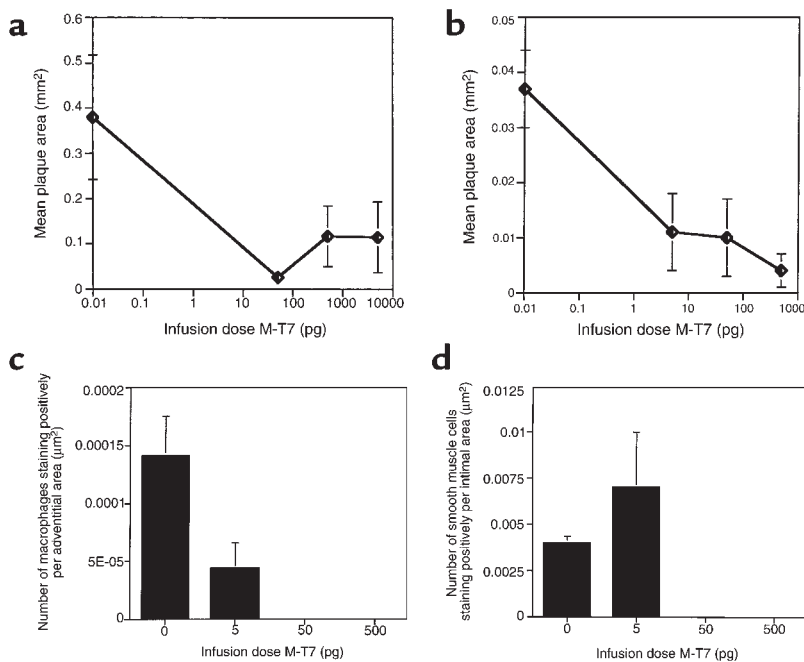 a
0.6
0.5
0.4
0.3
0.2
0.1
0
Mean plaque area (mm²)
0.01 0.1 1 10 100 1000 10000
Infusion dose M-T7 (pg)
b
0.05
0.04
0.03
0.02
0.01
0.000
Mean plaque area (mm²)
0.01 1 10 100 1000
Infusion dose M-T7 (pg)
c
0.0002
0.00015
0.0001
5E-05
0
Number of macrophages staining positively
per adventitial area (μm²)
0 5 50 500
Infusion dose M-T7 (pg)
d
0.0125
0.01
0.0075
0.005
0.0025
0
Number of smooth muscle cells
staining positively per intimal area (μm²)
0 5 50 500
Infusion dose M-T7 (pg)